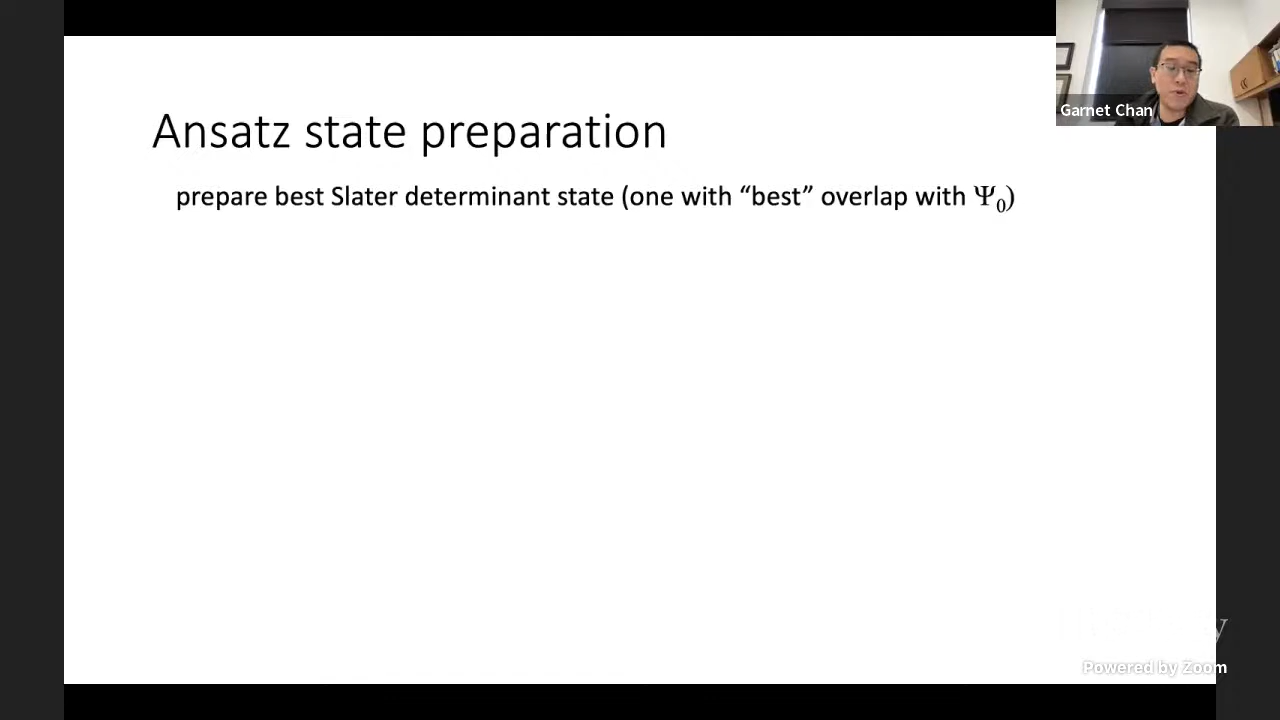 Garnet Chan
Ansatz state preparation
prepare best Slater determinant state (one with “best” overlap with Ψ₀)
Powered by Zoom